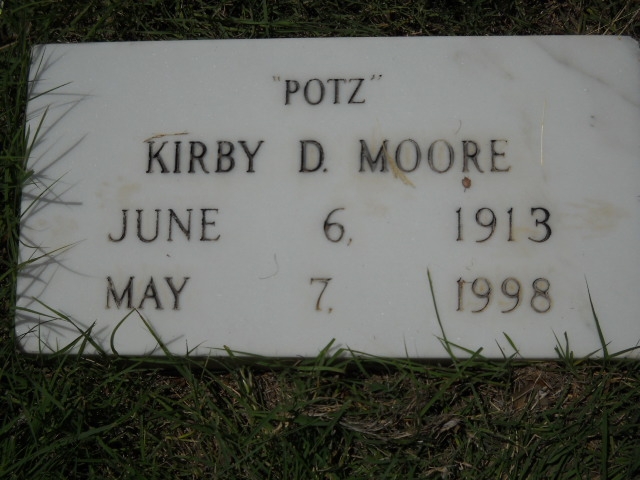 "POTZ"
KIRBY D. MOORE
JUNE 6, 1913
MAY 7, 1998